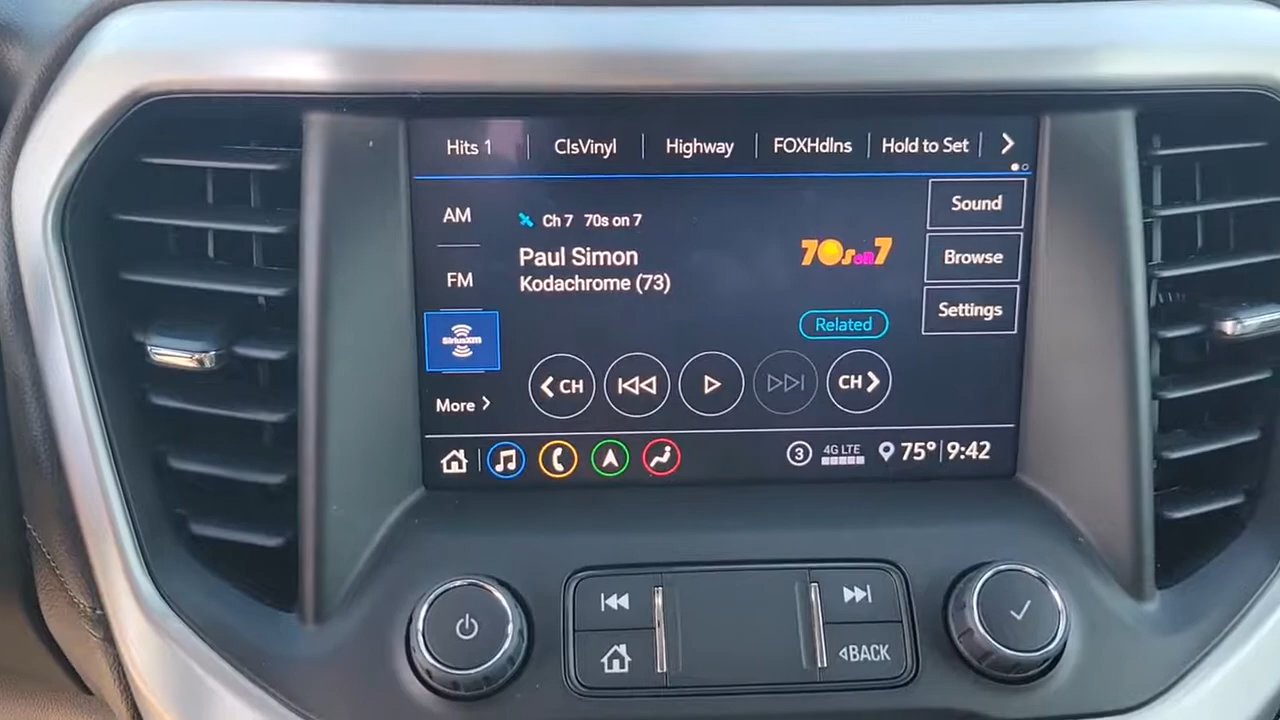 Hits 1
ClsVinyl
Highway
FOXHdlns
Hold to Set
AM
Ch 7 70s on 7
70s on 7
Sound
Paul Simon
Browse
FM
Kodachrome (73)
Settings
Related
SiriusXM
CH
CH
More
3
4G LTE
75° 9:42
BACK